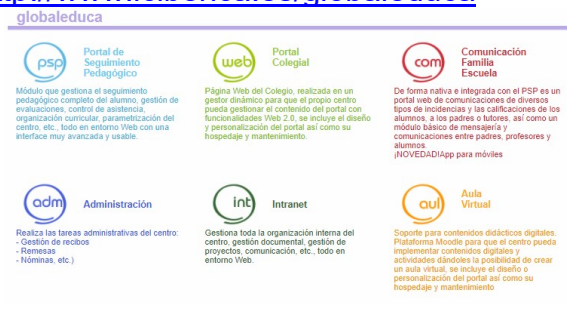 globaleduca
psp
Portal de
Seguimiento
Pedagógico
Módulo que gestiona el seguimiento
pedagógico completo del alumno, gestión de
evaluaciones, control de asistencia,
organización curricular, parametrización del
centro, etc., todo en entorno Web con una
interface muy avanzada y usable.
web
Portal
Colegial
Página Web del Colegio, realizada en un
gestor dinámico para que el propio centro
pueda gestionar el contenido del portal con
funcionalidades Web 2.0, se incluye el diseño
y personalización del portal así como su
hospedaje y mantenimiento.
com
Comunicación
Familia
Escuela
De forma nativa e integrada con el PSP es un
portal web de comunicaciones de diversos
tipos de incidencias y las calificaciones de los
alumnos, a los padres o tutores, así como un
módulo básico de mensajería y
comunicaciones entre padres, profesores y
alumnos.
¡NOVEDAD!App para móviles
adm
Administración
Realiza las tareas administrativas del centro:
- Gestión de recibos
- Remesas
- Nóminas, etc.)
int
Intranet
Gestiona toda la organización interna del
centro, gestión documental, gestión de
proyectos, comunicación, etc., todo en
entorno Web.
aul
Aula
Virtual
Soporte para contenidos didácticos digitales.
Plataforma Moodle para que el centro pueda
implementar contenidos digitales y
actividades dándoles la posibilidad de crear
un aula virtual, se incluye el diseño o
personalización del portal así como su
hospedaje y mantenimiento